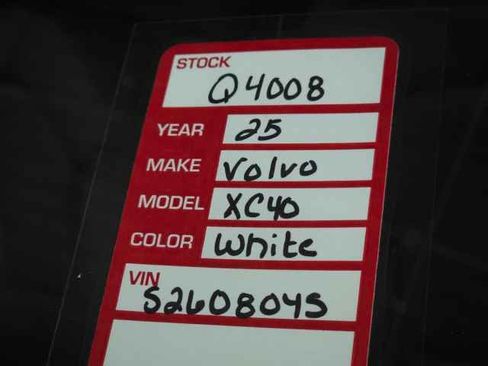 STOCK
Q4008
YEAR 25
MAKE Volvo
MODEL XC40
COLOR White
VIN
S2608045